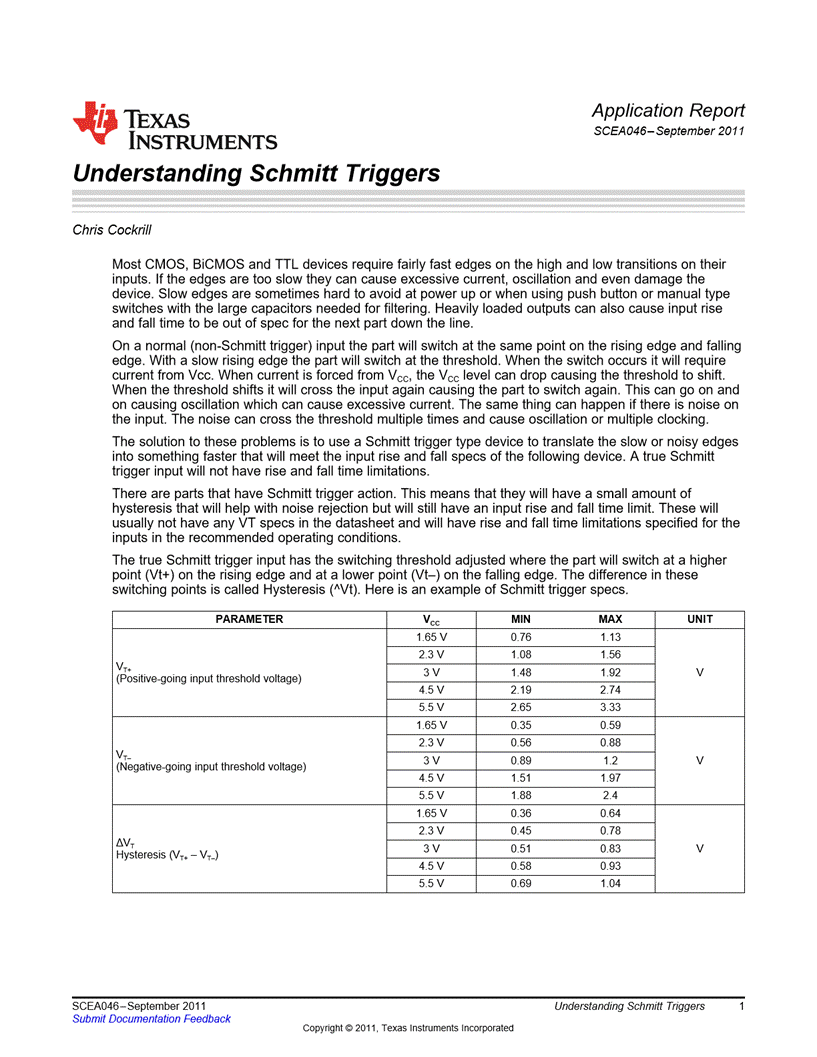 Texas
Instruments
Application Report
SCEA046–September 2011
Understanding Schmitt Triggers
Chris Cockrill
Most CMOS, BiCMOS and TTL devices require fairly fast edges on the high and low transitions on their
inputs. If the edges are too slow they can cause excessive current, oscillation and even damage the
device. Slow edges are sometimes hard to avoid at power up or when using push button or manual type
switches with the large capacitors needed for filtering. Heavily loaded outputs can also cause input rise
and fall time to be out of spec for the next part down the line.
On a normal (non-Schmitt trigger) input the part will switch at the same point on the rising edge and falling
edge. With a slow rising edge the part will switch at the threshold. When the switch occurs it will require
current from Vcc. When current is forced from VCC, the VCC level can drop causing the threshold to shift.
When the threshold shifts it will cross the input again causing the part to switch again. This can go on and
on causing oscillation which can cause excessive current. The same thing can happen if there is noise on
the input. The noise can cross the threshold multiple times and cause oscillation or multiple clocking.
The solution to these problems is to use a Schmitt trigger type device to translate the slow or noisy edges
into something faster that will meet the input rise and fall specs of the following device. A true Schmitt
trigger input will not have rise and fall time limitations.
There are parts that have Schmitt trigger action. This means that they will have a small amount of
hysteresis that will help with noise rejection but will still have an input rise and fall time limit. These will
usually not have any VT specs in the datasheet and will have rise and fall time limitations specified for the
inputs in the recommended operating conditions.
The true Schmitt trigger input has the switching threshold adjusted where the part will switch at a higher
point (Vt+) on the rising edge and at a lower point (Vt–) on the falling edge. The difference in these
switching points is called Hysteresis (^Vt). Here is an example of Schmitt trigger specs.
PARAMETER VCC MIN MAX UNIT
VT+
(Positive-going input threshold voltage)
1.65 V 0.76 1.13
2.3 V 1.08 1.56
3 V 1.48 1.92 V
4.5 V 2.19 2.74
5.5 V 2.65 3.33
VT–
(Negative-going input threshold voltage)
1.65 V 0.35 0.59
2.3 V 0.56 0.88
3 V 0.89 1.2 V
4.5 V 1.51 1.97
5.5 V 1.88 2.4
ΔVT
Hysteresis (VT+ – VT–)
1.65 V 0.36 0.64
2.3 V 0.45 0.78
3 V 0.51 0.83 V
4.5 V 0.58 0.93
5.5 V 0.69 1.04
SCEA046–September 2011 Understanding Schmitt Triggers 1
Submit Documentation Feedback
Copyright © 2011, Texas Instruments Incorporated